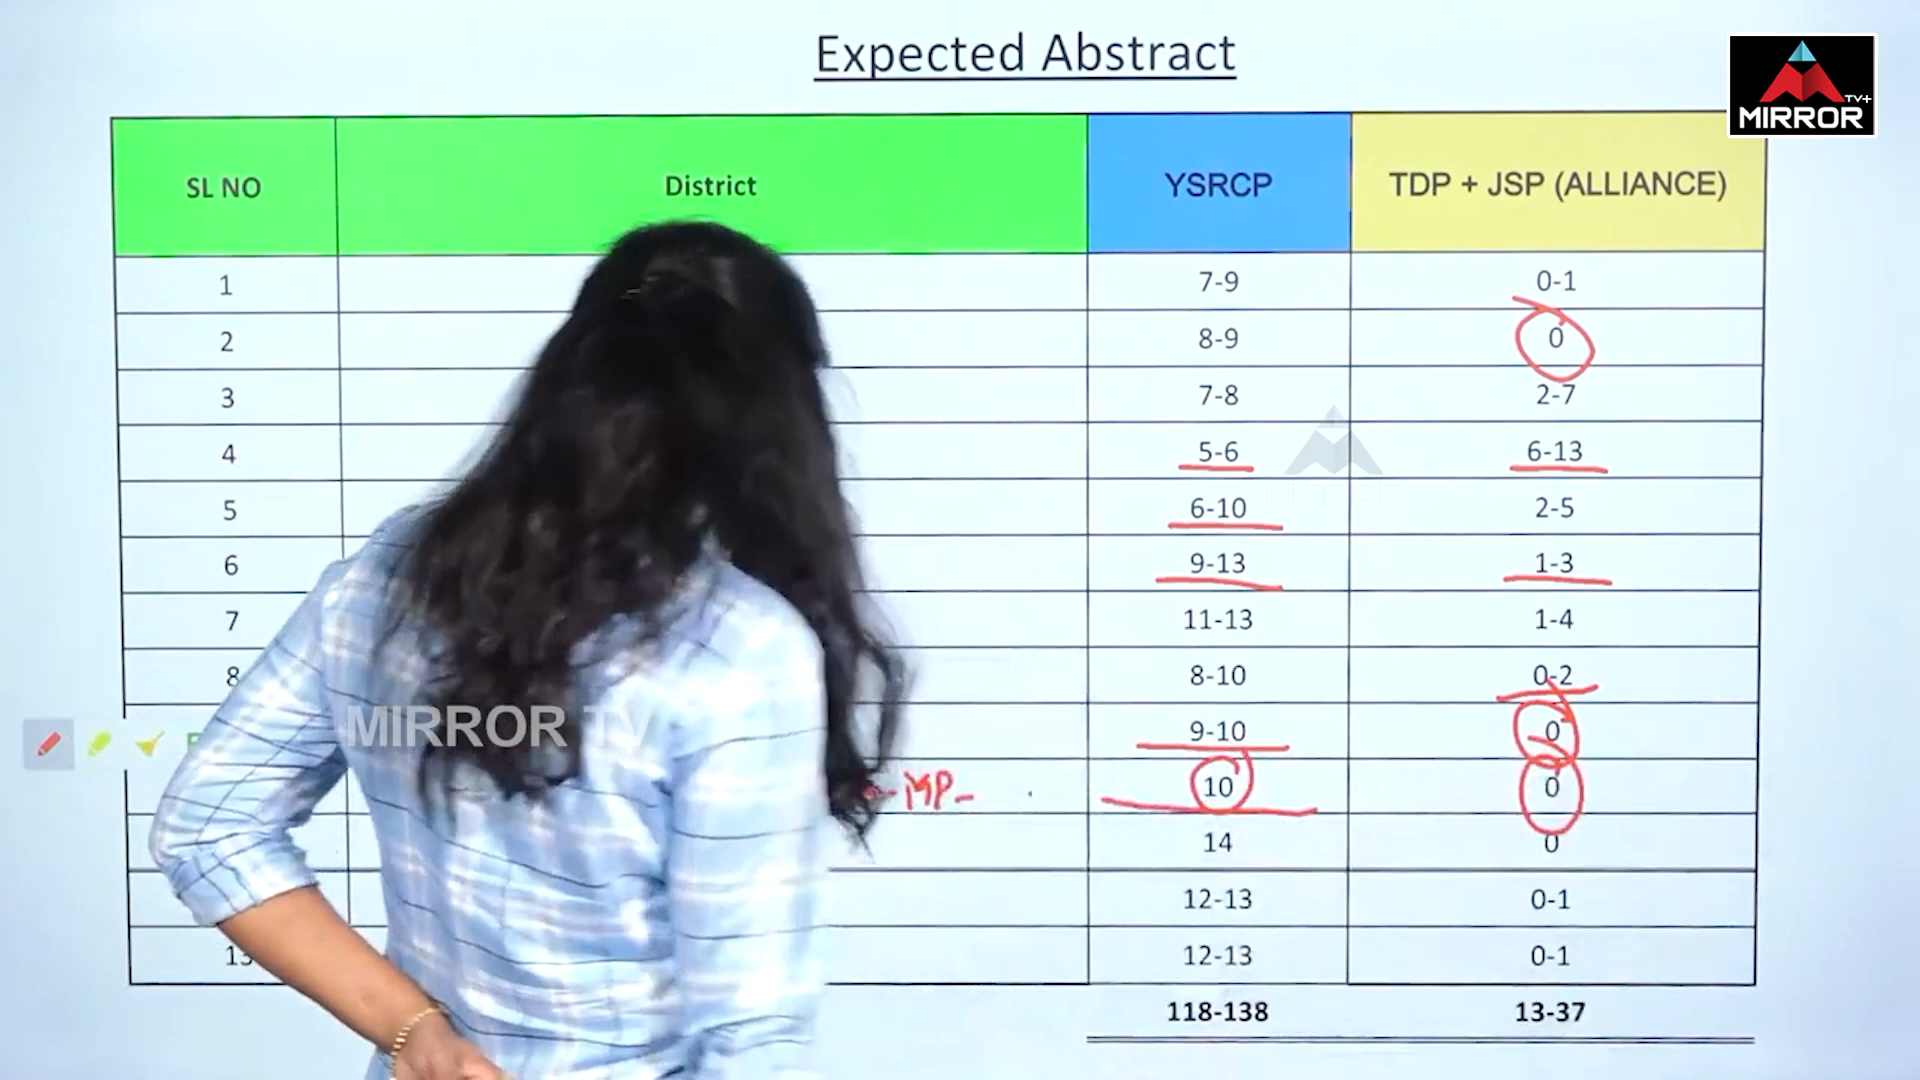 Expected Abstract
TV+
MIRROR
SL NO District YSRCP TDP + JSP (ALLIANCE)
1 7-9 0-1
2 8-9 0
3 7-8 2-7
4 5-6 6-13
5 6-10 2-5
6 9-13 1-3
7 11-13 1-4
8 8-10 0-2
MIRROR TV
9-10 0
MP- 10 0
14 0
12-13 0-1
13 12-13 0-1
118-138 13-37